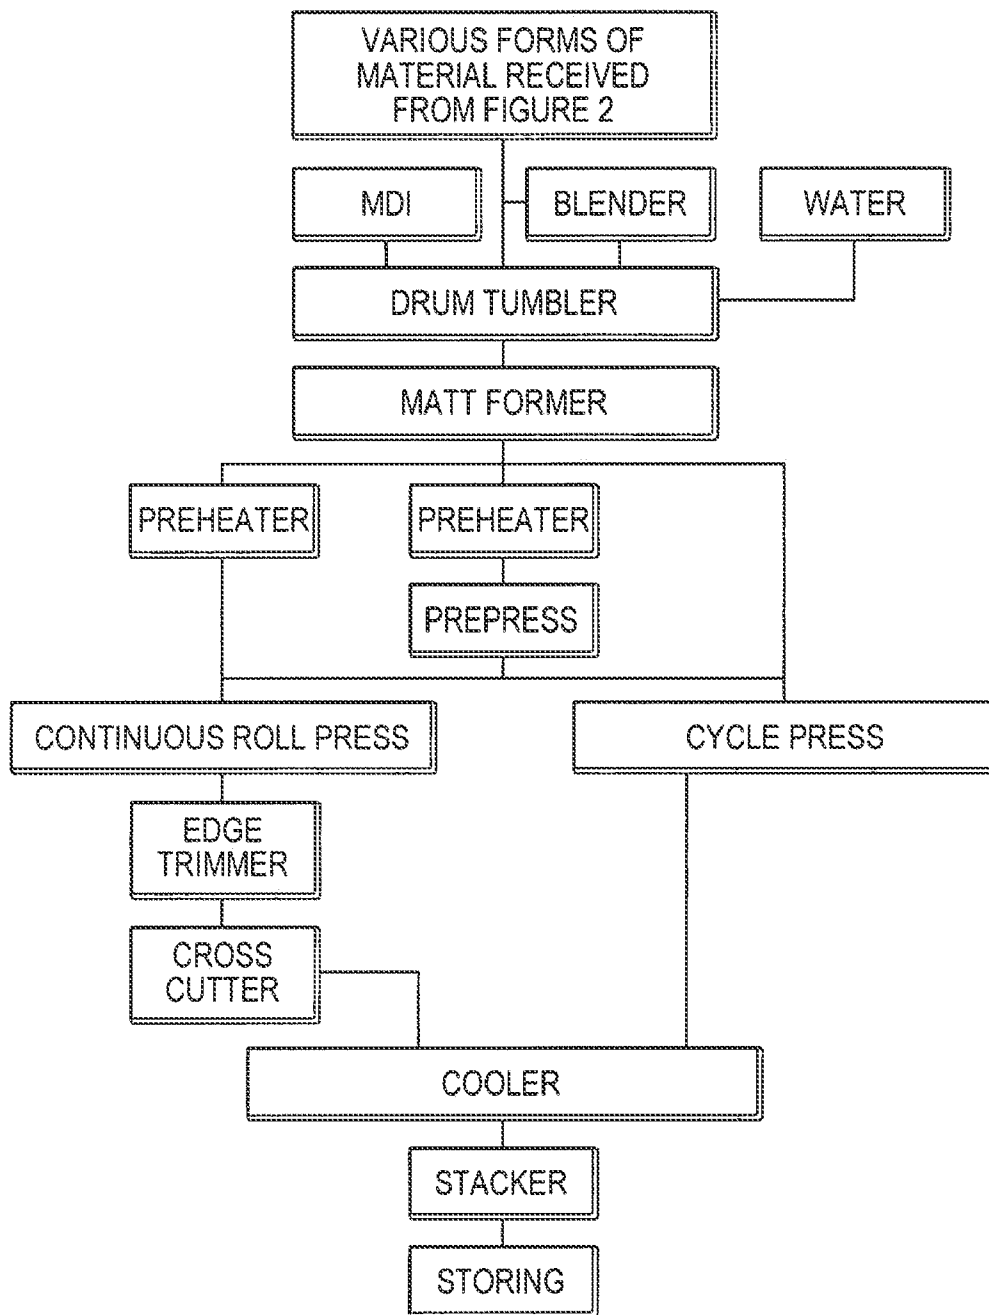 VARIOUS FORMS OF
MATERIAL RECEIVED
FROM FIGURE 2
MDI
BLENDER
WATER
DRUM TUMBLER
MATT FORMER
PREHEATER
PREHEATER
PREPRESS
CONTINUOUS ROLL PRESS
CYCLE PRESS
EDGE
TRIMMER
CROSS
CUTTER
COOLER
STACKER
STORING